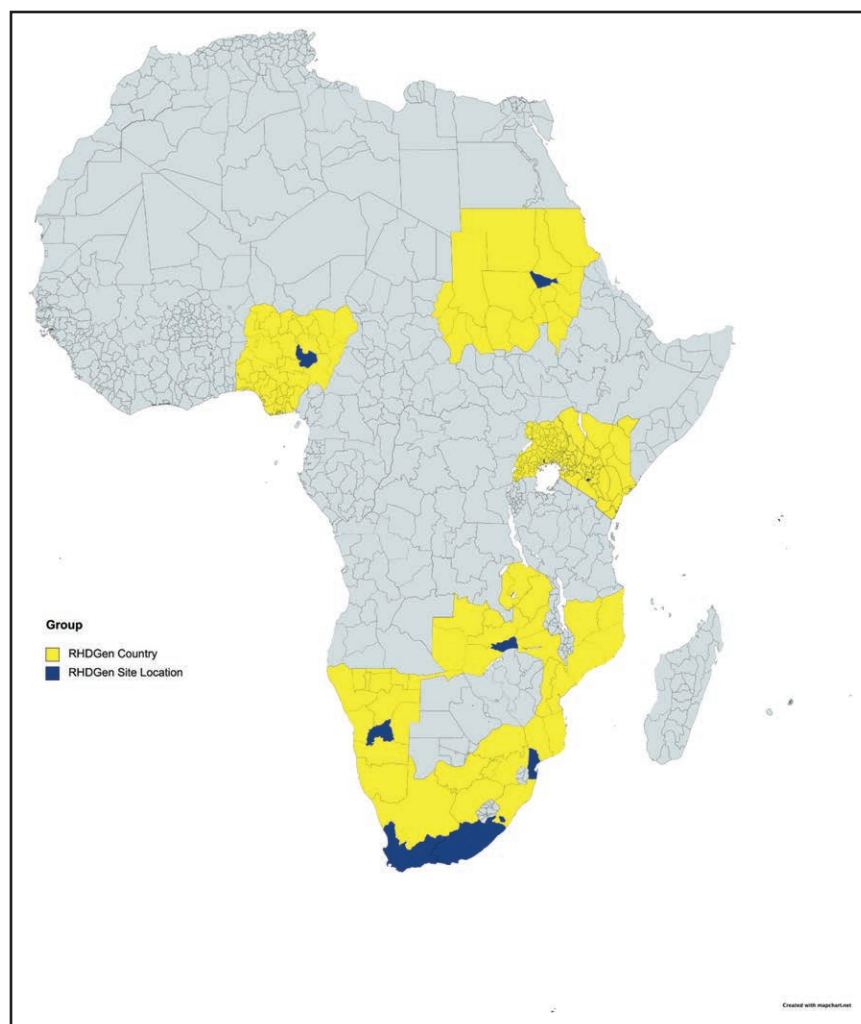 Group
RHDGen Country
RHDGen Site Location
Created with mapchart.net